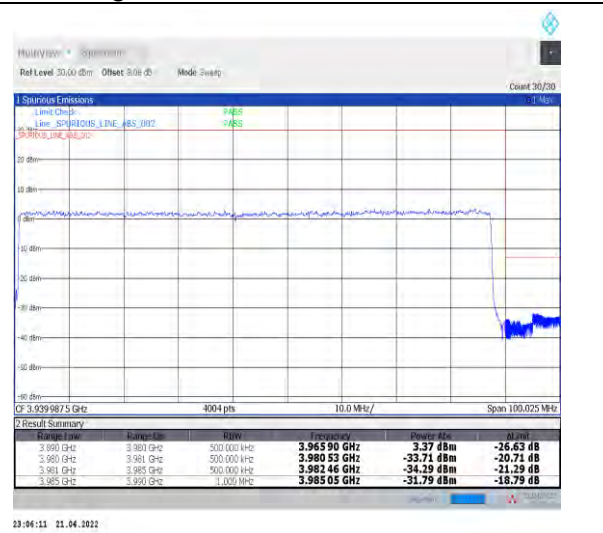 MultiView Spectrum
Ref Level 30.00 dBm Offset 8.08 dB Mode Sweep
Count 30/30
1 Spurious Emissions
Limit Check PASS
Line _SPURIOUS_LINE_ABS_002 PASS
_SPURIOUS_LINE_ABS_002
20 dBm
10 dBm
0 dBm
-10 dBm
-20 dBm
-30 dBm
-40 dBm
-50 dBm
-60 dBm
CF 3.9399875 GHz 4004 pts 10.0 MHz/ Span 100.025 MHz
2 Result Summary
Range Low Range Up RBW Frequency Power Abs ΔLimit
3.890 GHz 3.980 GHz 500.000 kHz 3.965 90 GHz 3.37 dBm -26.63 dB
3.980 GHz 3.981 GHz 500.000 kHz 3.980 53 GHz -33.71 dBm -20.71 dB
3.981 GHz 3.985 GHz 500.000 kHz 3.982 46 GHz -34.29 dBm -21.29 dB
3.985 GHz 3.990 GHz 1.000 MHz 3.985 05 GHz -31.79 dBm -18.79 dB
23:06:11 21.04.2022